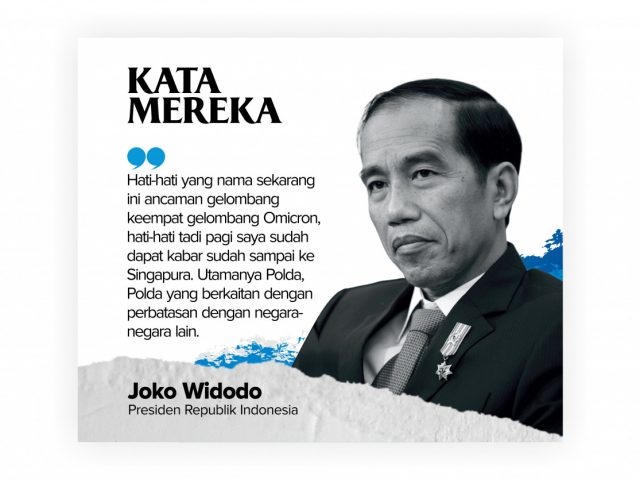 KATA
MEREKA
Hati-hati yang nama sekarang
ini ancaman gelombang
keempat gelombang Omicron,
hati-hati tadi pagi saya sudah
dapat kabar sudah sampai ke
Singapura. Utamanya Polda,
Polda yang berkaitan dengan
perbatasan dengan negara-
negara lain.
Joko Widodo
Presiden Republik Indonesia